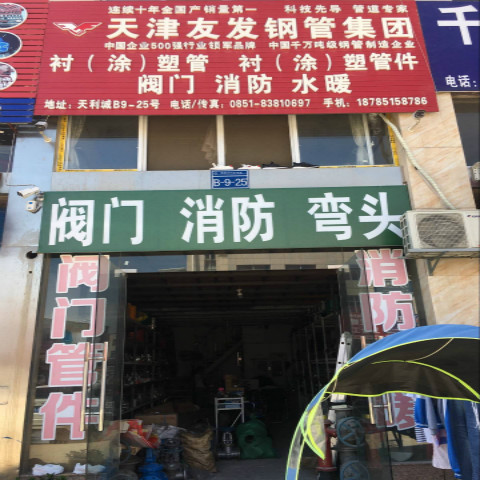 连续十年全国产销量第一 科技先导 管道专家
天津友发钢管集团
中国企业500强行业领军品牌 中国千万吨级钢管制造企业
衬（涂）塑管 衬（涂）塑管件
阀门 消防 水暖
地址：天利城B9-25号 电话/传真：0851-83810697 手机：18785158786
千
电话：
B-9-25
阀门 消防 弯头
阀门管件
消防
暖